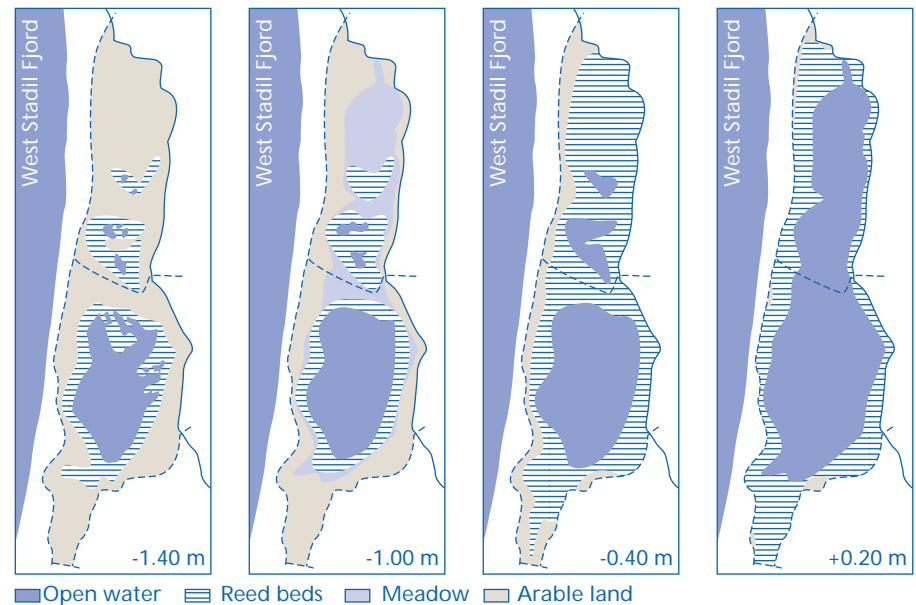 West Stadil Fjord
West Stadil Fjord
West Stadil Fjord
West Stadil Fjord
-1.40 m
-1.00 m
-0.40 m
+0.20 m
Open water Reed beds Meadow Arable land